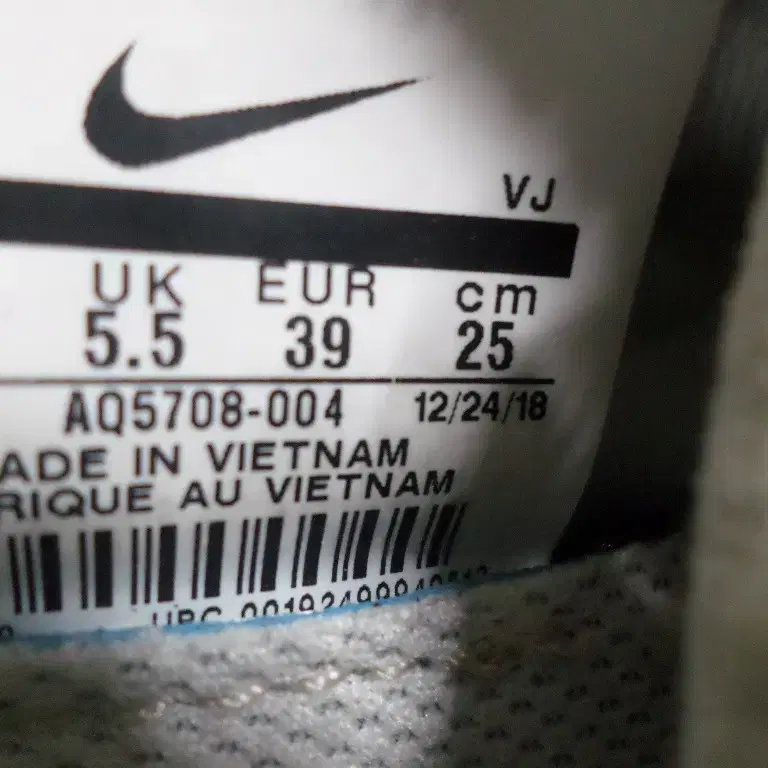 VJ
UK EUR cm
5.5 39 25
AQ5708-004 12/24/18
ADE IN VIETNAM
RIQUE AU VIETNAM
UPC